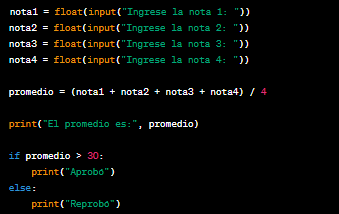 nota1 = float(input("Ingrese la nota 1: "))
nota2 = float(input("Ingrese la nota 2: "))
nota3 = float(input("Ingrese la nota 3: "))
nota4 = float(input("Ingrese la nota 4: "))
promedio = (nota1 + nota2 + nota3 + nota4) / 4
print("El promedio es:", promedio)
if promedio > 30:
    print("Aprobó")
else:
    print("Reprobó")